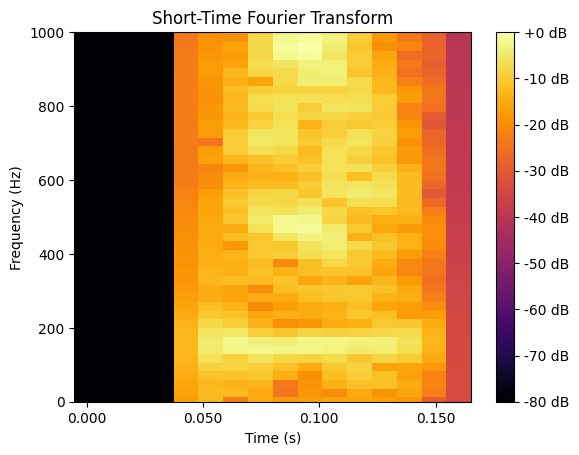 Short-Time Fourier Transform
1000
800
600
400
200
0
Frequency (Hz)
0.000
0.050
0.100
0.150
Time (s)
+0 dB
-10 dB
-20 dB
-30 dB
-40 dB
-50 dB
-60 dB
-70 dB
-80 dB